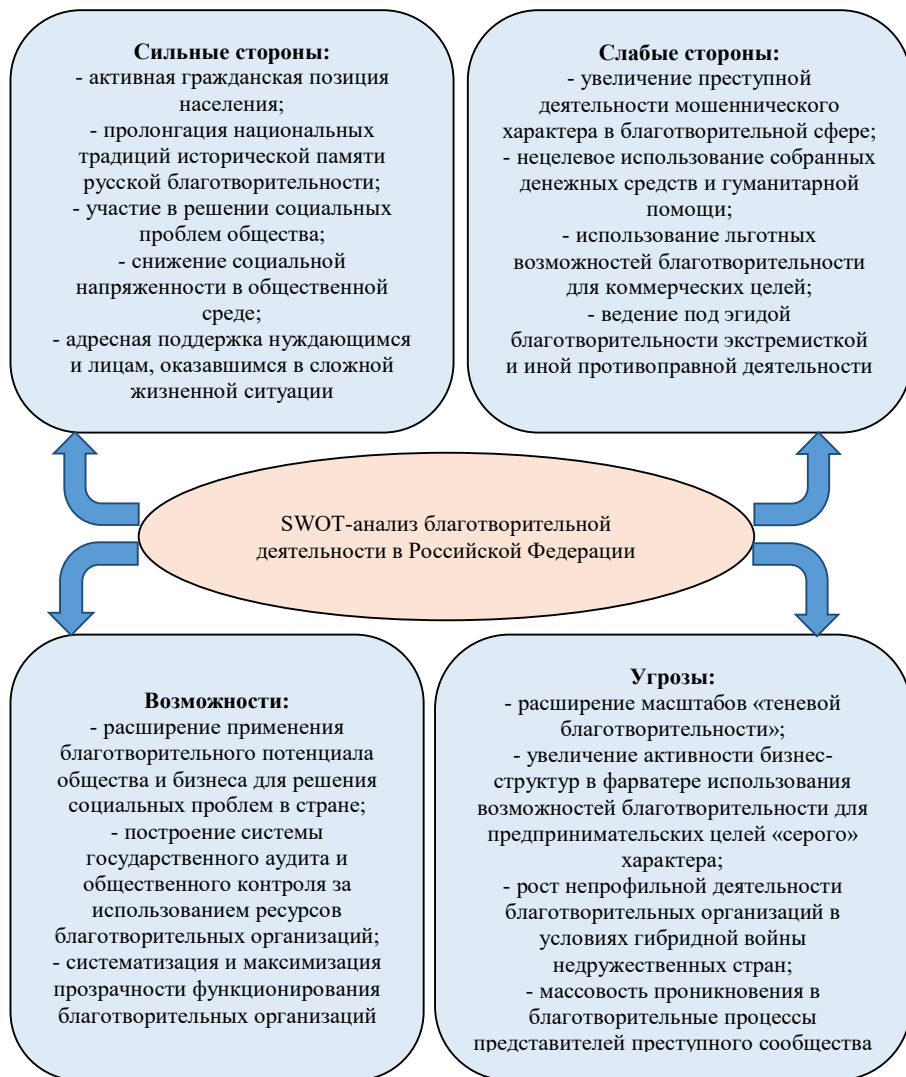 Сильные стороны:
- активная гражданская позиция
населения;
- пролонгация национальных
традиций исторической памяти
русской благотворительности;
- участие в решении социальных
проблем общества;
- снижение социальной
напряженности в общественной
среде;
- адресная поддержка нуждающимся
и лицам, оказавшимся в сложной
жизненной ситуации
Слабые стороны:
- увеличение преступной
деятельности мошеннического
характера в благотворительной сфере;
- нецелевое использование собранных
денежных средств и гуманитарной
помощи;
- использование льготных
возможностей благотворительности
для коммерческих целей;
- ведение под эгидой
благотворительности экстремисткой
и иной противоправной деятельности
SWOT-анализ благотворительной
деятельности в Российской Федерации
Возможности:
- расширение применения
благотворительного потенциала
общества и бизнеса для решения
социальных проблем в стране;
- построение системы
государственного аудита и
общественного контроля за
использованием ресурсов
благотворительных организаций;
- систематизация и максимизация
прозрачности функционирования
благотворительных организаций
Угрозы:
- расширение масштабов «теневой
благотворительности»;
- увеличение активности бизнес-
структур в фарватере использования
возможностей благотворительности для
предпринимательских целей «серого»
характера;
- рост непрофильной деятельности
благотворительных организаций в
условиях гибридной войны
недружественных стран;
- массовость проникновения в
благотворительные процессы
представителей преступного сообщества